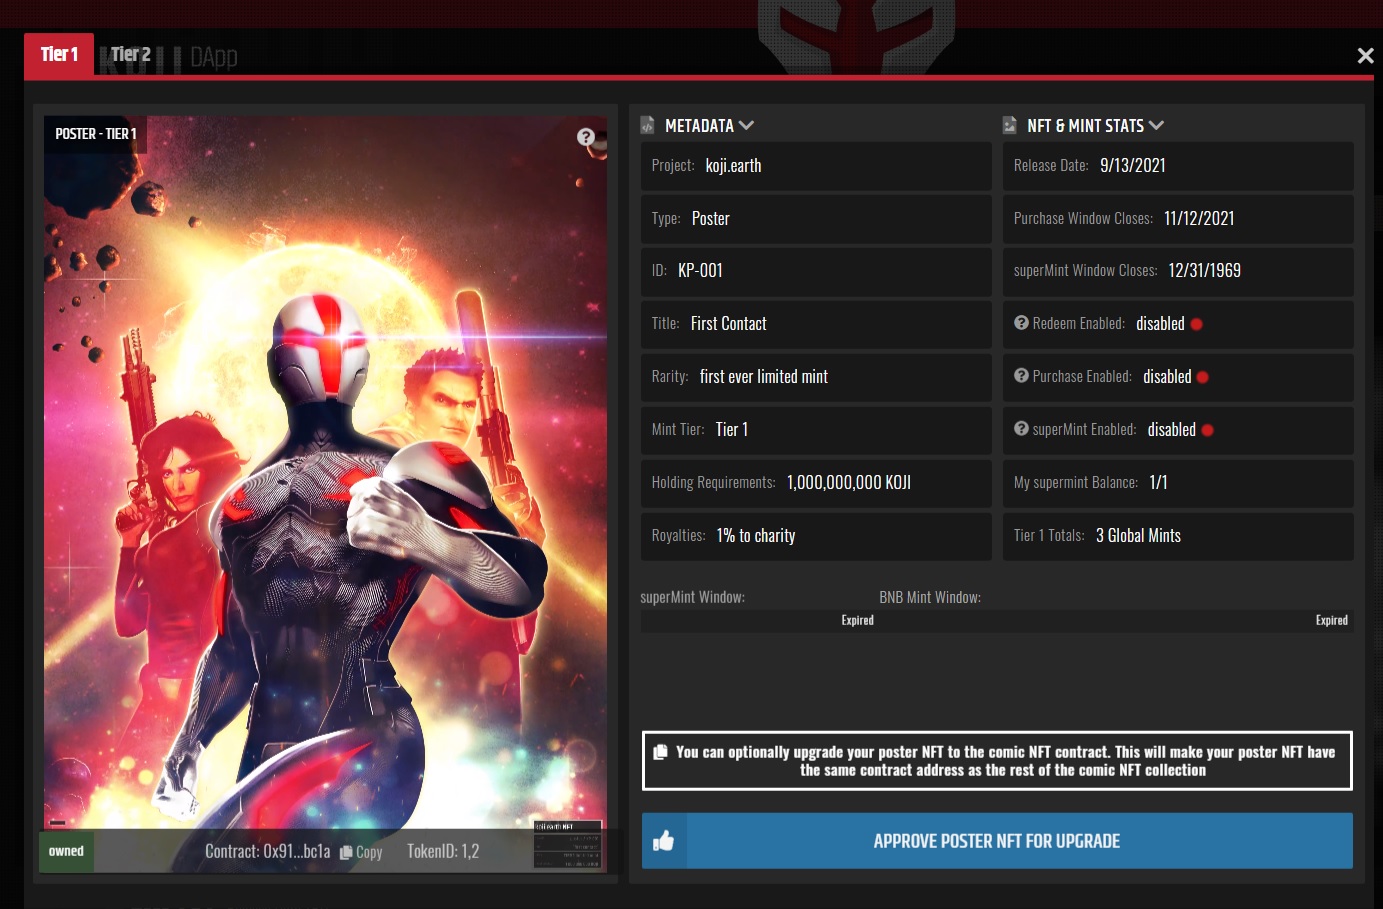 Tier 1
Tier 2
KOJI DApp
POSTER - TIER 1
METADATA
Project: koji.earth
Type: Poster
ID: KP-001
Title: First Contact
Rarity: first ever limited mint
Mint Tier: Tier 1
Holding Requirements: 1,000,000,000 KOJI
Royalties: 1% to charity
NFT & MINT STATS
Release Date: 9/13/2021
Purchase Window Closes: 11/12/2021
superMint Window Closes: 12/31/1969
Redeem Enabled: disabled
Purchase Enabled: disabled
superMint Enabled: disabled
My supermint Balance: 1/1
Tier 1 Totals: 3 Global Mints
superMint Window:
Expired
BNB Mint Window:
Expired
You can optionally upgrade your poster NFT to the comic NFT contract. This will make your poster NFT have
the same contract address as the rest of the comic NFT collection
APPROVE POSTER NFT FOR UPGRADE
owned
Contract: 0x91...bc1a Copy TokenID: 1,2